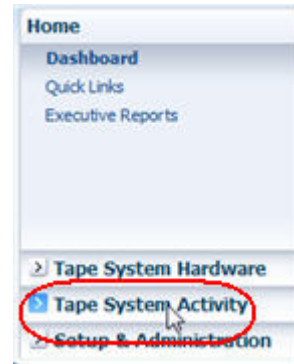 Home
Dashboard
Quick Links
Executive Reports
Tape System Hardware
Tape System Activity
Setup & Administration